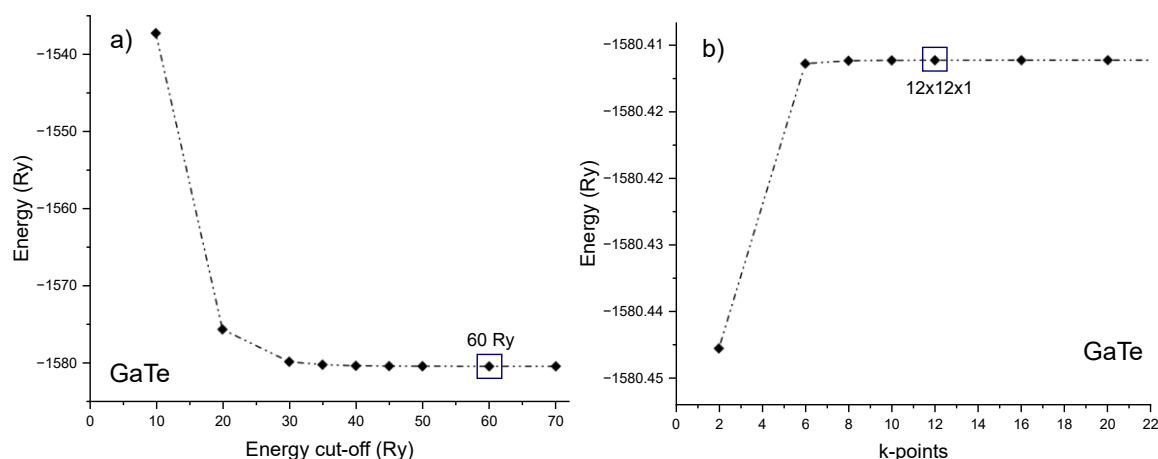 a)
−1540
−1550
−1560
−1570
−1580
Energy (Ry)
60 Ry
GaTe
0 10 20 30 40 50 60 70
Energy cut-off (Ry)
b)
−1580.41
−1580.42
−1580.43
−1580.44
−1580.45
Energy (Ry)
12x12x1
GaTe
0 2 4 6 8 10 12 14 16 18 20 22
k-points